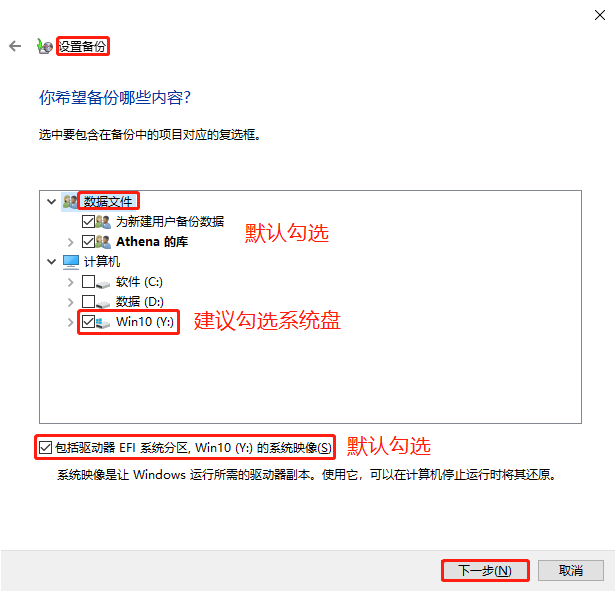 设置备份
你希望备份哪些内容?
选中要包含在备份中的项目对应的复选框。
数据文件
为新建用户备份数据
默认勾选
Athena 的库
计算机
软件 (C:)
数据 (D:)
Win10 (Y:)
建议勾选系统盘
包括驱动器 EFI 系统分区, Win10 (Y:) 的系统映像(S)
默认勾选
系统映像是让 Windows 运行所需的驱动器副本。使用它，可以在计算机停止运行时将其还原。
下一步(N)
取消